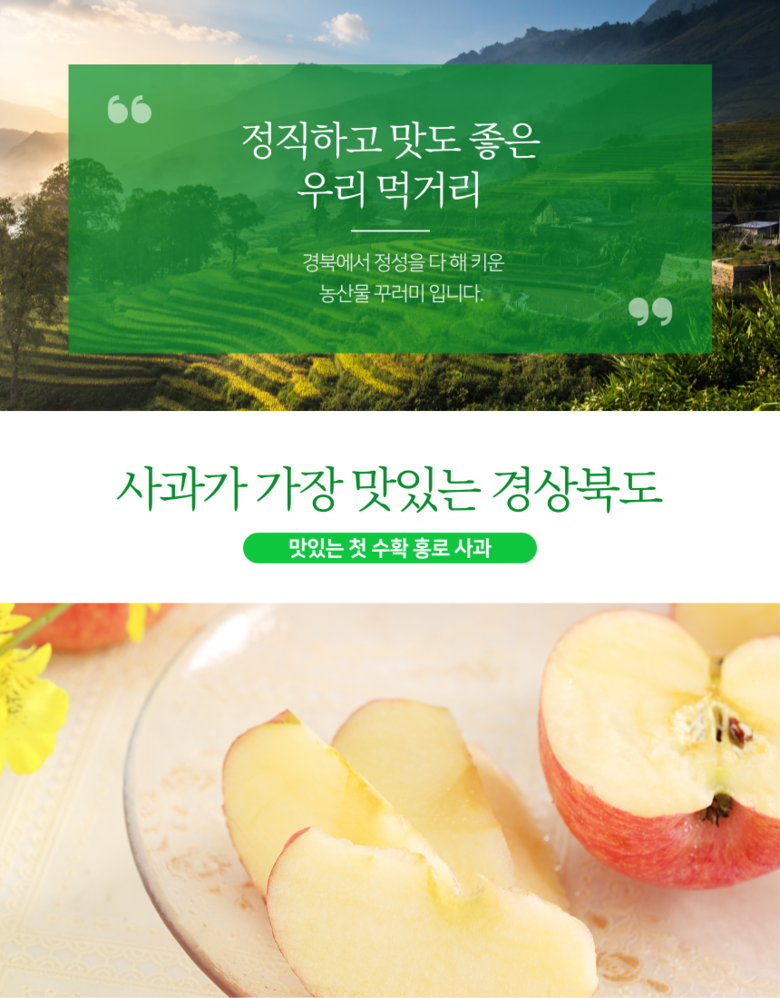 정직하고 맛도 좋은
우리 먹거리
경북에서 정성을 다 해 키운
농산물 꾸러미 입니다.
사과가 가장 맛있는 경상북도
맛있는 첫 수확 홍로 사과